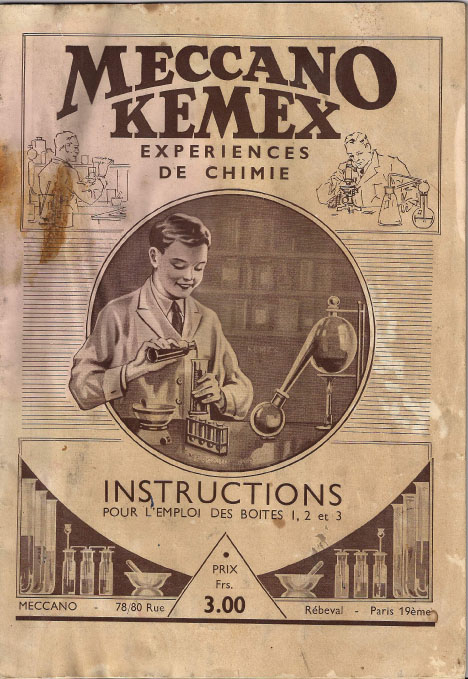 MECCANO
KEMEX
EXPERIENCES
DE CHIMIE
INSTRUCTIONS
POUR L'EMPLOI DES BOITES 1, 2 et 3
PRIX
Frs.
3.00
MECCANO - 78/80 Rue Rébeval - Paris 19ème